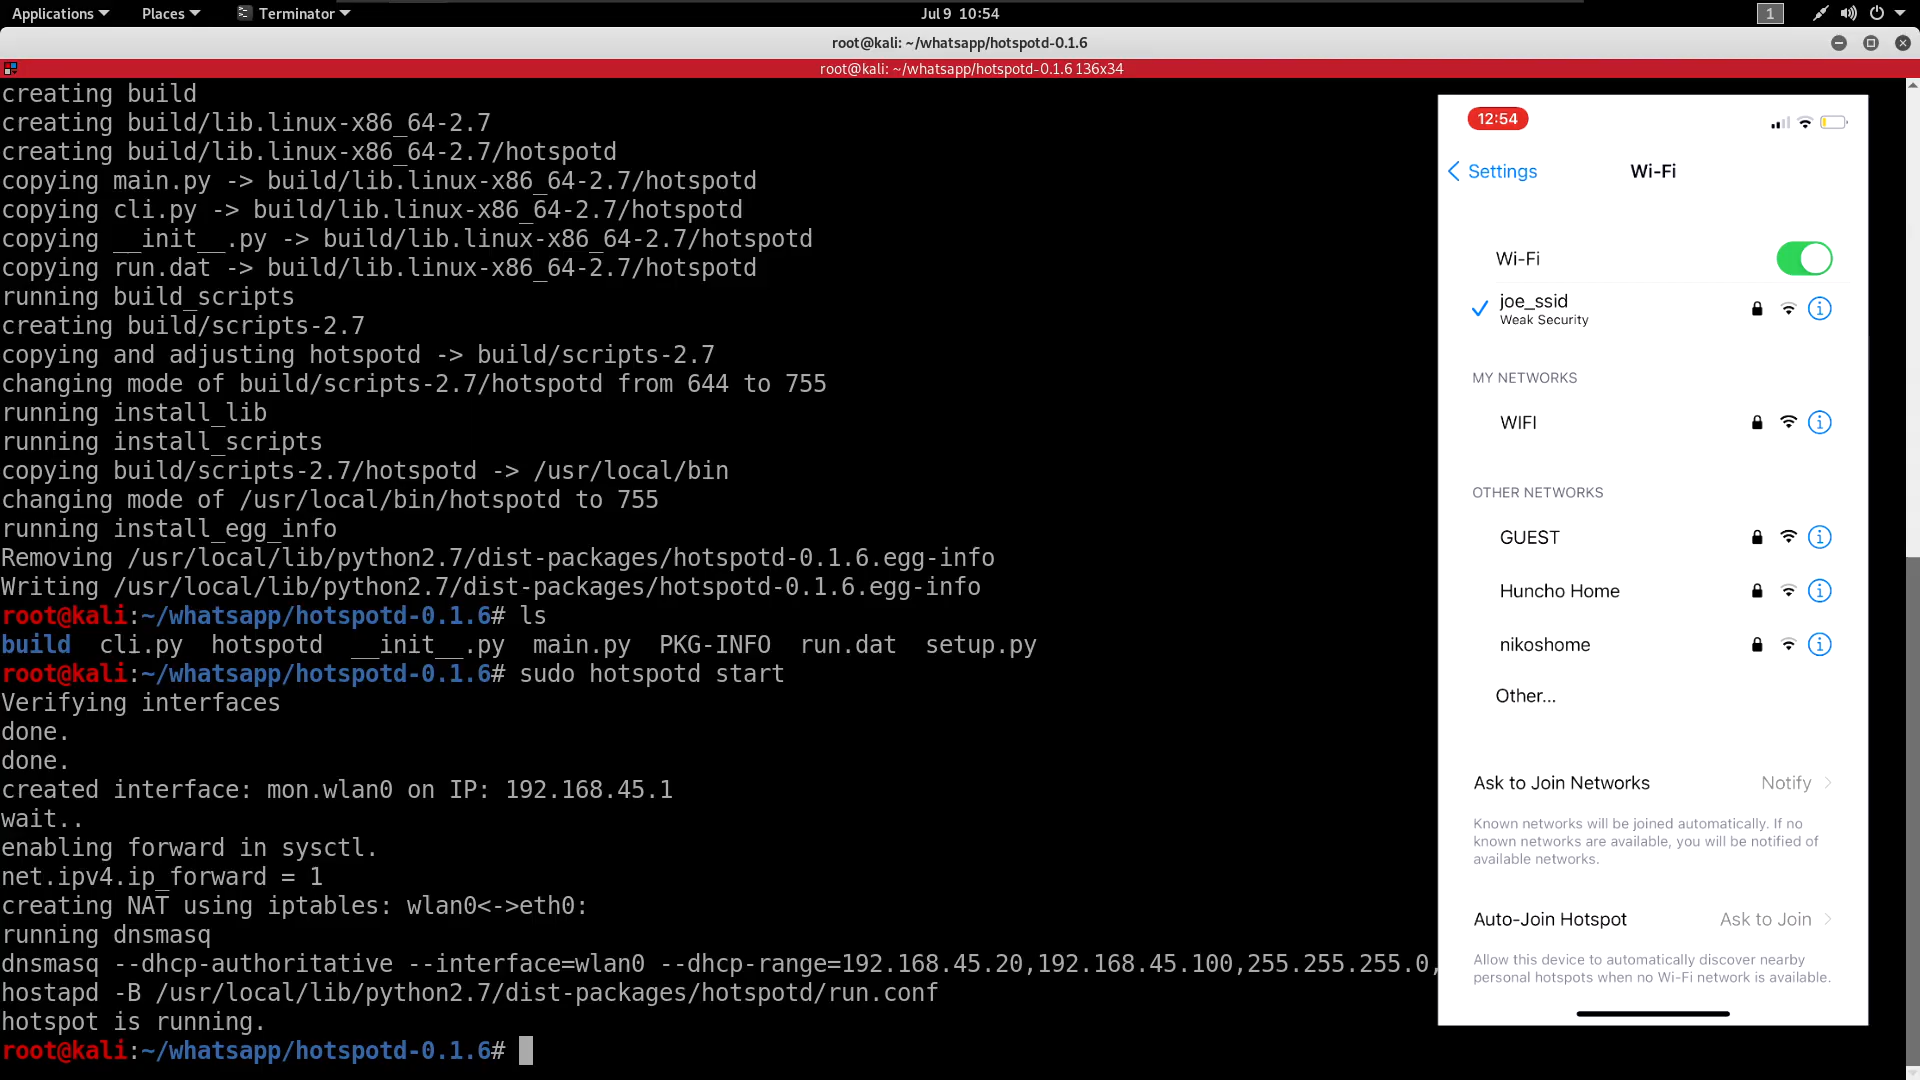 Applications Places Terminator Jul 9 10:54 1
root@kali: ~/whatsapp/hotspotd-0.1.6
root@kali: ~/whatsapp/hotspotd-0.1.6 136x34
creating build
creating build/lib.linux-x86_64-2.7
creating build/lib.linux-x86_64-2.7/hotspotd
copying main.py -> build/lib.linux-x86_64-2.7/hotspotd
copying cli.py -> build/lib.linux-x86_64-2.7/hotspotd
copying __init__.py -> build/lib.linux-x86_64-2.7/hotspotd
copying run.dat -> build/lib.linux-x86_64-2.7/hotspotd
running build_scripts
creating build/scripts-2.7
copying and adjusting hotspotd -> build/scripts-2.7
changing mode of build/scripts-2.7/hotspotd from 644 to 755
running install_lib
running install_scripts
copying build/scripts-2.7/hotspotd -> /usr/local/bin
changing mode of /usr/local/bin/hotspotd to 755
running install_egg_info
Removing /usr/local/lib/python2.7/dist-packages/hotspotd-0.1.6.egg-info
Writing /usr/local/lib/python2.7/dist-packages/hotspotd-0.1.6.egg-info
root@kali:~/whatsapp/hotspotd-0.1.6# ls
build cli.py hotspotd __init__.py main.py PKG-INFO run.dat setup.py
root@kali:~/whatsapp/hotspotd-0.1.6# sudo hotspotd start
Verifying interfaces
done.
done.
created interface: mon.wlan0 on IP: 192.168.45.1
wait..
enabling forward in sysctl.
net.ipv4.ip_forward = 1
creating NAT using iptables: wlan0<->eth0:
running dnsmasq
dnsmasq --dhcp-authoritative --interface=wlan0 --dhcp-range=192.168.45.20,192.168.45.100,255.255.255.0,
hostapd -B /usr/local/lib/python2.7/dist-packages/hotspotd/run.conf
hotspot is running.
root@kali:~/whatsapp/hotspotd-0.1.6#
12:54
Settings Wi-Fi
Wi-Fi
joe_ssid
Weak Security
MY NETWORKS
WIFI
OTHER NETWORKS
GUEST
Huncho Home
nikoshome
Other...
Ask to Join Networks Notify
Known networks will be joined automatically. If no
known networks are available, you will be notified of
available networks.
Auto-Join Hotspot Ask to Join
Allow this device to automatically discover nearby
personal hotspots when no Wi-Fi network is available.